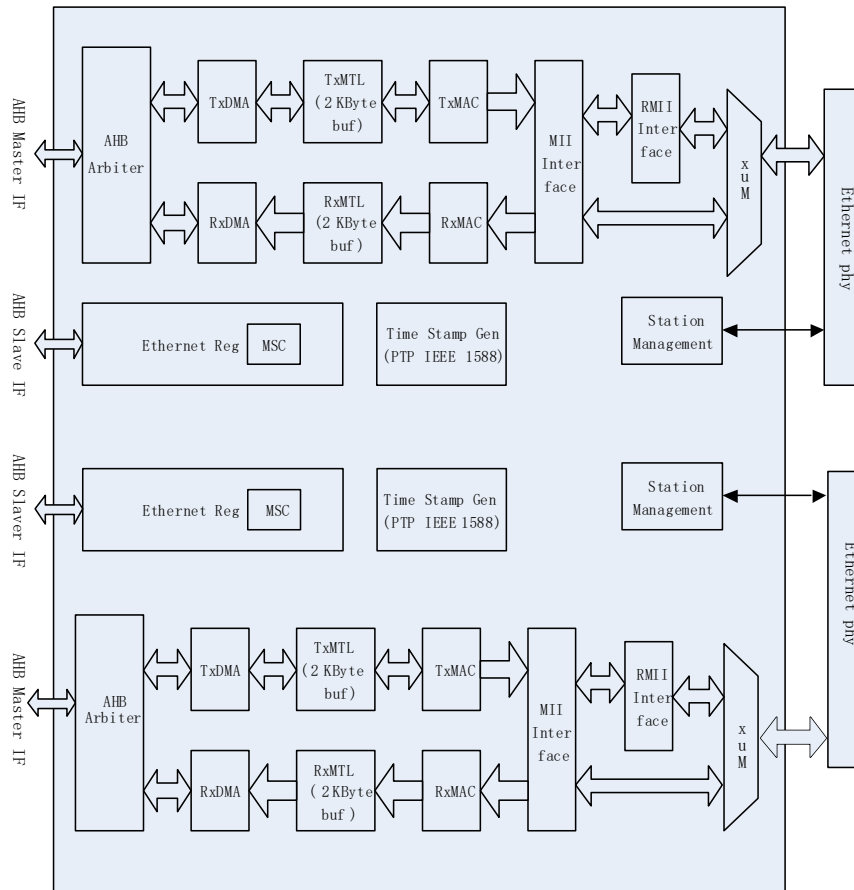 AHB Master IF
AHB
Arbiter
TxDMA
TxMTL
(2 KByte
buf)
TxMAC
MII
Inter
face
RMII
Inter
face
xuM
Ethernet phy
RxDMA
RxMTL
(2 KByte
buf)
RxMAC
AHB Slave IF
Ethernet Reg
MSC
Time Stamp Gen
(PTP IEEE 1588)
Station
Management
AHB Slaver IF
Ethernet Reg
MSC
Time Stamp Gen
(PTP IEEE 1588)
Station
Management
Ethernet pny
AHB Master IF
AHB
Arbiter
TxDMA
TxMTL
(2 KByte
buf)
TxMAC
MII
Inter
face
RMII
Inter
face
xuM
RxDMA
RxMTL
( 2 KByte
buf)
RxMAC